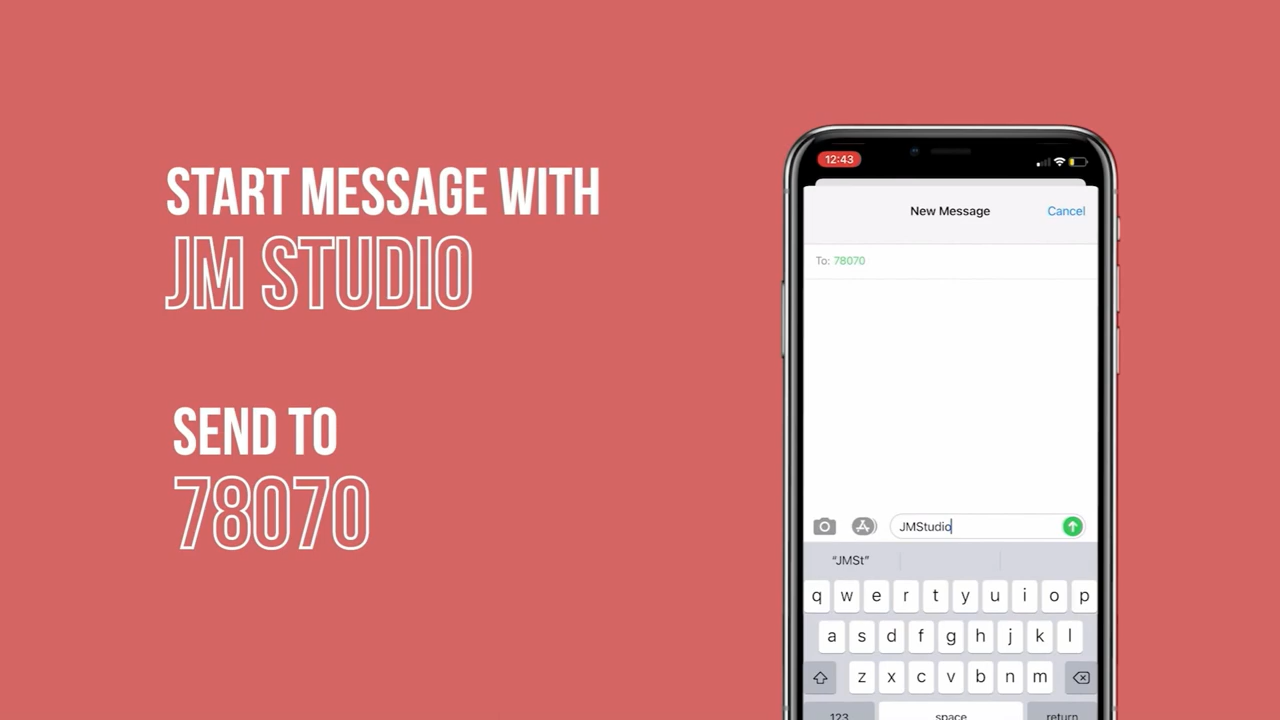 START MESSAGE WITH
JM STUDIO
SEND TO
78070
12:43
New Message
Cancel
To: 78070
JMStudio
“JMSt”
q w e r t y u i o p
a s d f g h j k l
z x c v b n m
123 space return